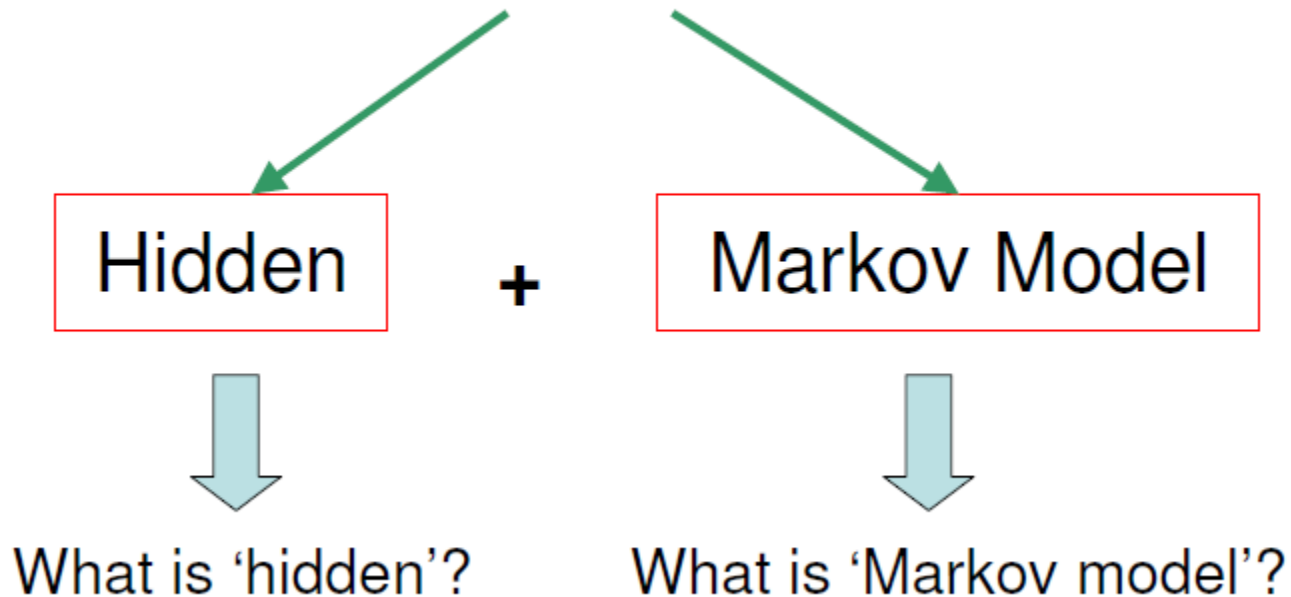 Hidden + Markov Model
What is ‘hidden’? What is ‘Markov model’?